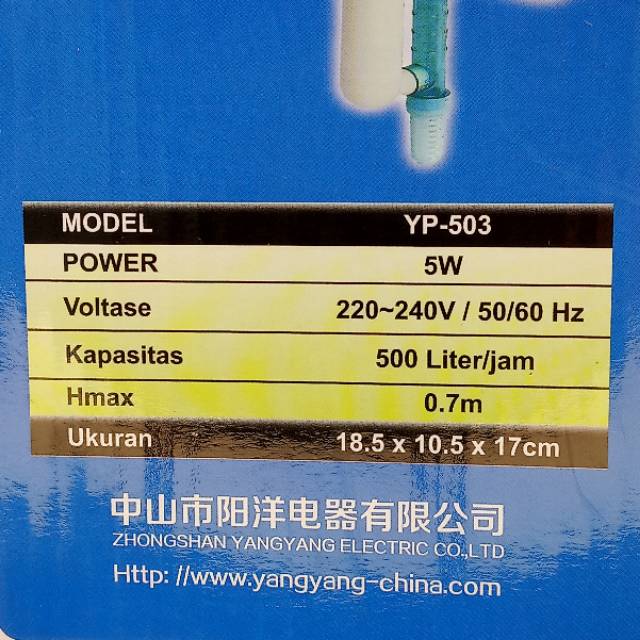 MODEL YP-503
POWER 5W
Voltase 220~240V / 50/60 Hz
Kapasitas 500 Liter/jam
Hmax 0.7m
Ukuran 18.5 x 10.5 x 17cm
中山市阳洋电器有限公司
ZHONGSHAN YANGYANG ELECTRIC CO.,LTD
Http: //www.yangyang-china.com